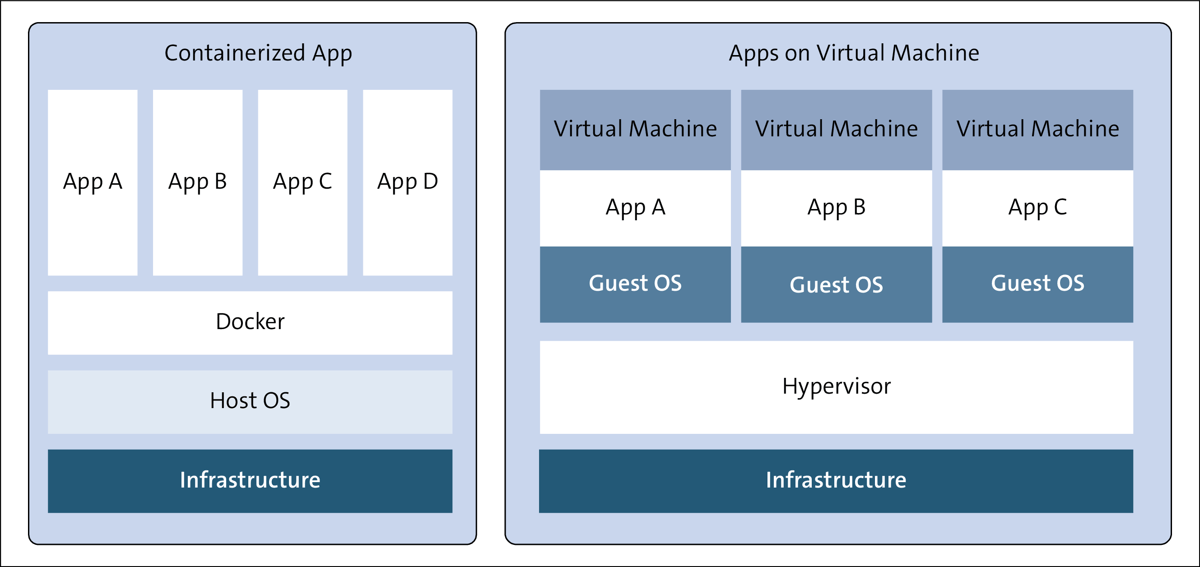 Containerized App
App A
App B
App C
App D
Docker
Host OS
Infrastructure
Apps on Virtual Machine
Virtual Machine
Virtual Machine
Virtual Machine
App A
App B
App C
Guest OS
Guest OS
Guest OS
Hypervisor
Infrastructure